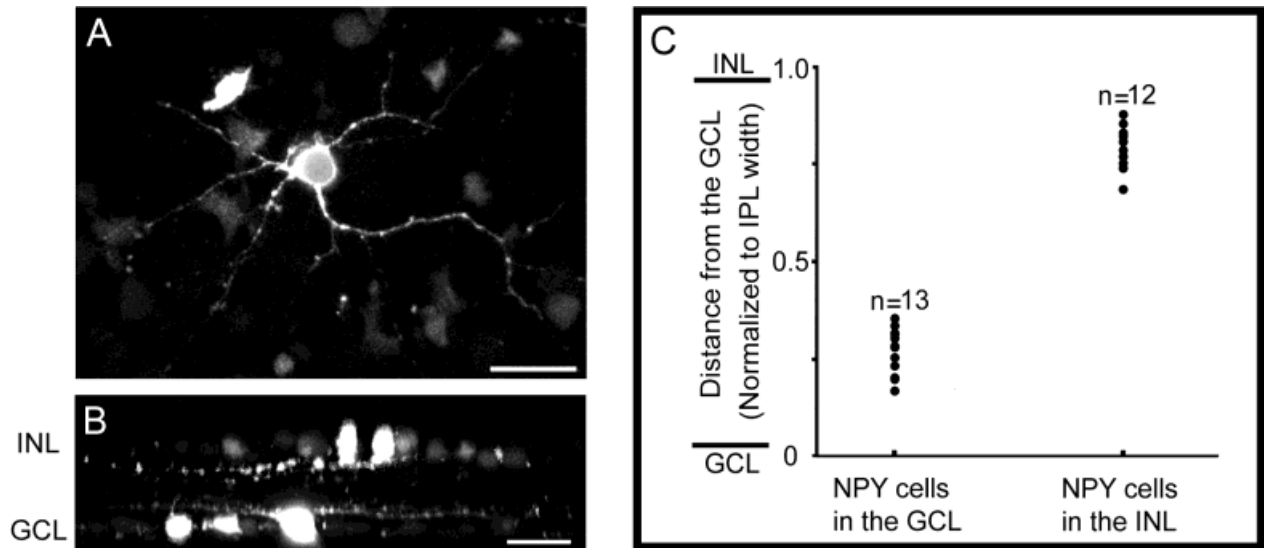 A
B
INL
GCL
C
INL
GCL
Distance from the GCL
(Normalized to IPL width)
1.0
0.5
0
n=13
n=12
NPY cells
in the GCL
NPY cells
in the INL